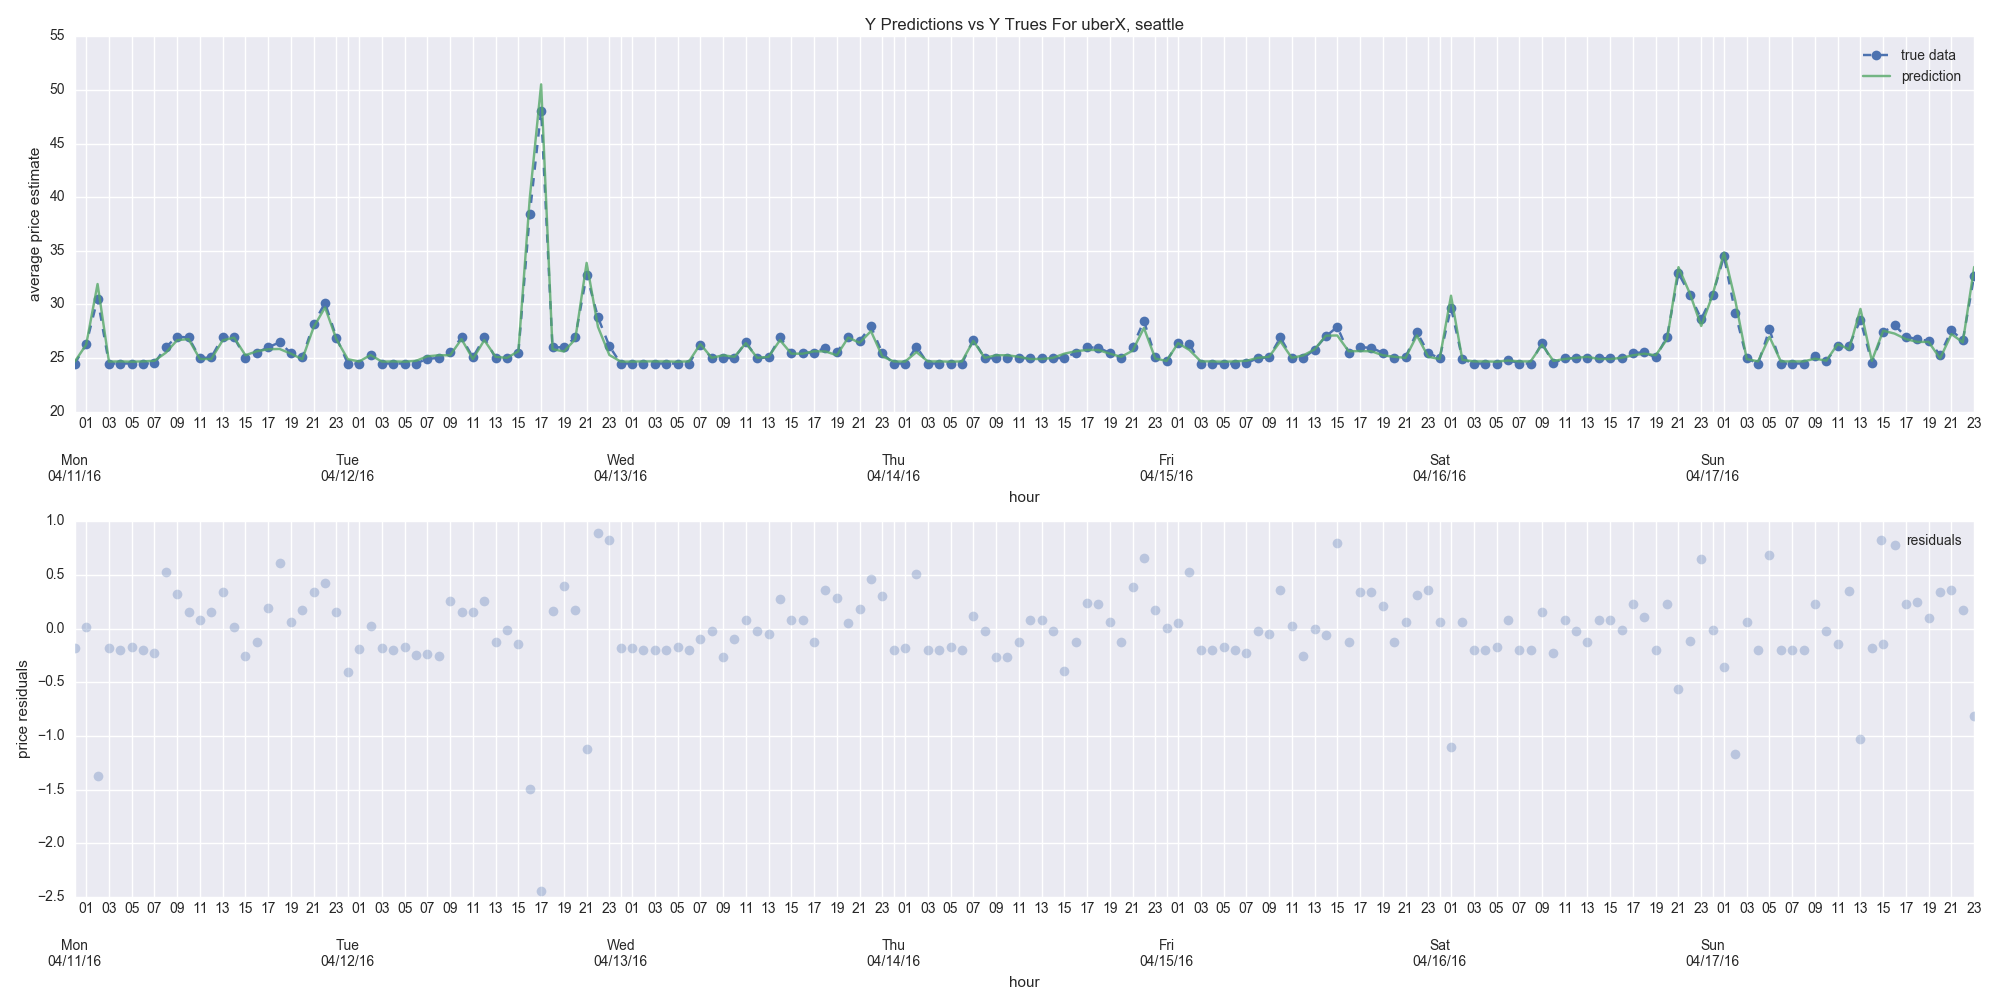 Y Predictions vs Y Trues For uberX, seattle
55
50
45
40
35
30
25
20
average price estimate
true data
prediction
01 03 05 07 09 11 13 15 17 19 21 23 01 03 05 07 09 11 13 15 17 19 21 23 01 03 05 07 09 11 13 15 17 19 21 23 01 03 05 07 09 11 13 15 17 19 21 23 01 03 05 07 09 11 13 15 17 19 21 23 01 03 05 07 09 11 13 15 17 19 21 23 01 03 05 07 09 11 13 15 17 19 21 23
Mon Tue Wed Thu Fri Sat Sun
04/11/16 04/12/16 04/13/16 04/14/16 04/15/16 04/16/16 04/17/16
hour
1.0
0.5
0.0
−0.5
−1.0
−1.5
−2.0
−2.5
price residuals
residuals
01 03 05 07 09 11 13 15 17 19 21 23 01 03 05 07 09 11 13 15 17 19 21 23 01 03 05 07 09 11 13 15 17 19 21 23 01 03 05 07 09 11 13 15 17 19 21 23 01 03 05 07 09 11 13 15 17 19 21 23 01 03 05 07 09 11 13 15 17 19 21 23 01 03 05 07 09 11 13 15 17 19 21 23
Mon Tue Wed Thu Fri Sat Sun
04/11/16 04/12/16 04/13/16 04/14/16 04/15/16 04/16/16 04/17/16
hour